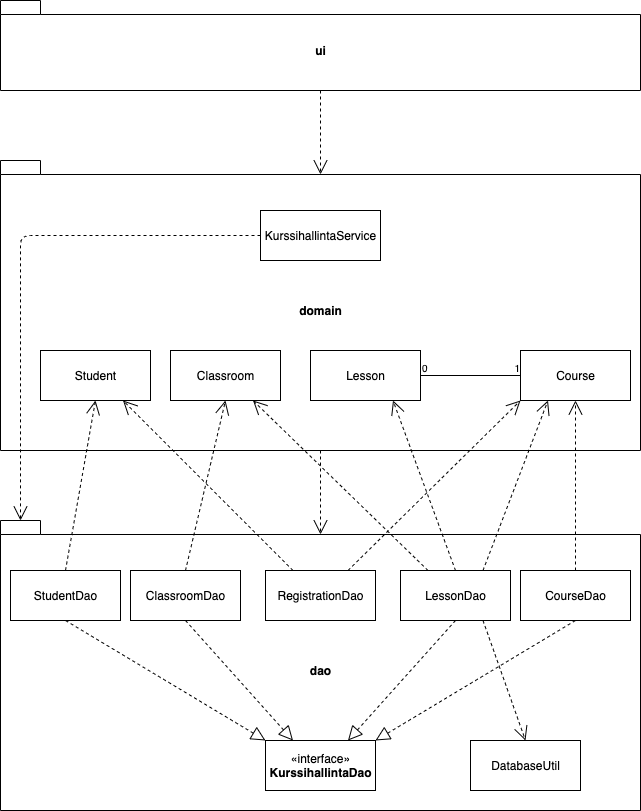 ui
KurssihallintaService
domain
Student
Classroom
Lesson
0
1
Course
StudentDao
ClassroomDao
RegistrationDao
LessonDao
CourseDao
dao
«interface»
KurssihallintaDao
DatabaseUtil